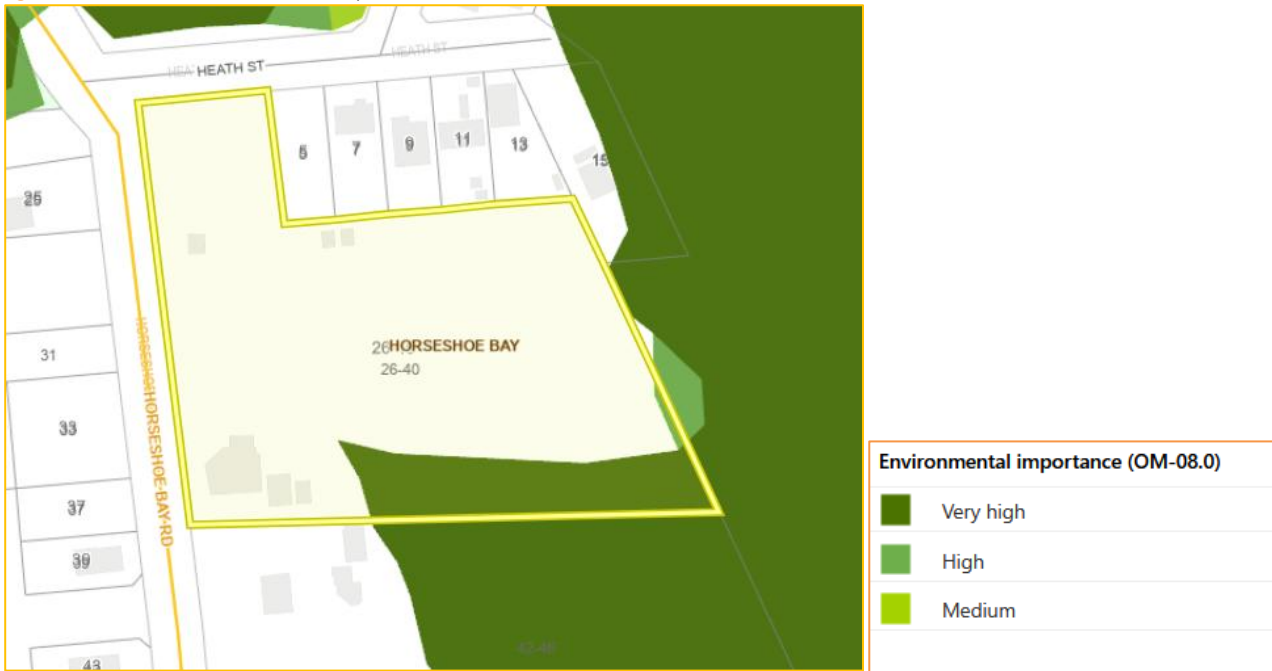 HEATH ST
HEATH ST
5
7
9
11
13
15
31
33
37
39
43
HORSESHOE BAY
26-40
HORSESHOE-BAY-RD
42-48
Environmental importance (OM-08.0)
Very high
High
Medium